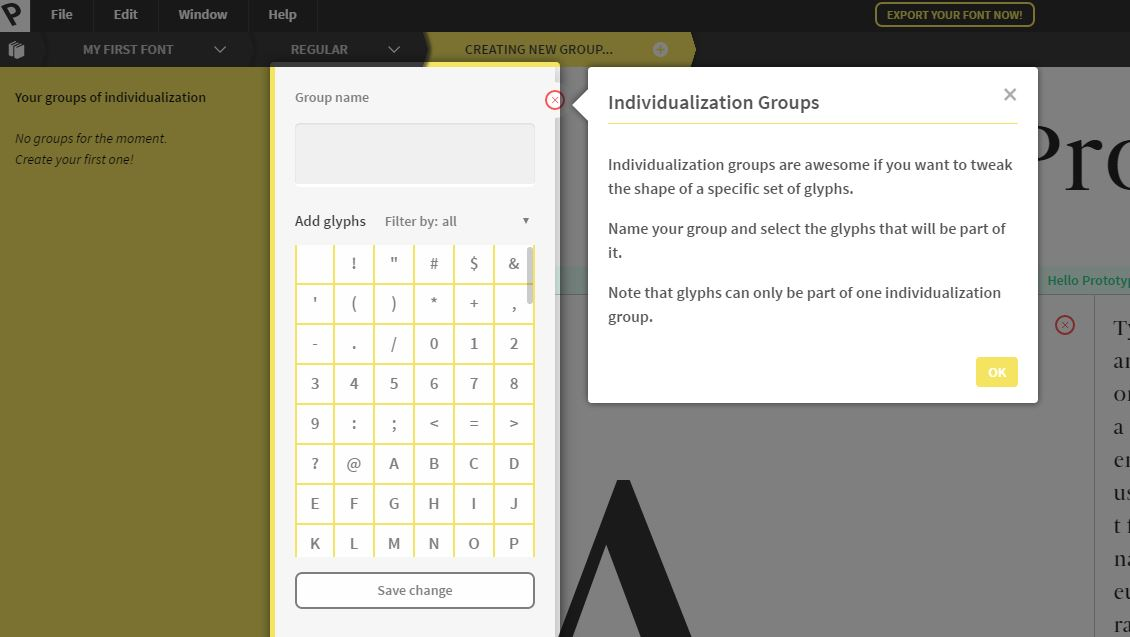 File Edit Window Help EXPORT YOUR FONT NOW!
MY FIRST FONT REGULAR CREATING NEW GROUP...
Your groups of individualization
No groups for the moment.
Create your first one!
Group name
Add glyphs Filter by: all
! " # $ &
' ( ) * + ,
- . / 0 1 2
3 4 5 6 7 8
9 : ; < = >
? @ A B C D
E F G H I J
K L M N O P
Save change
Individualization Groups
Individualization groups are awesome if you want to tweak
the shape of a specific set of glyphs.
Name your group and select the glyphs that will be part of
it.
Note that glyphs can only be part of one individualization
group.
OK
Pro
Hello Prototyp
A